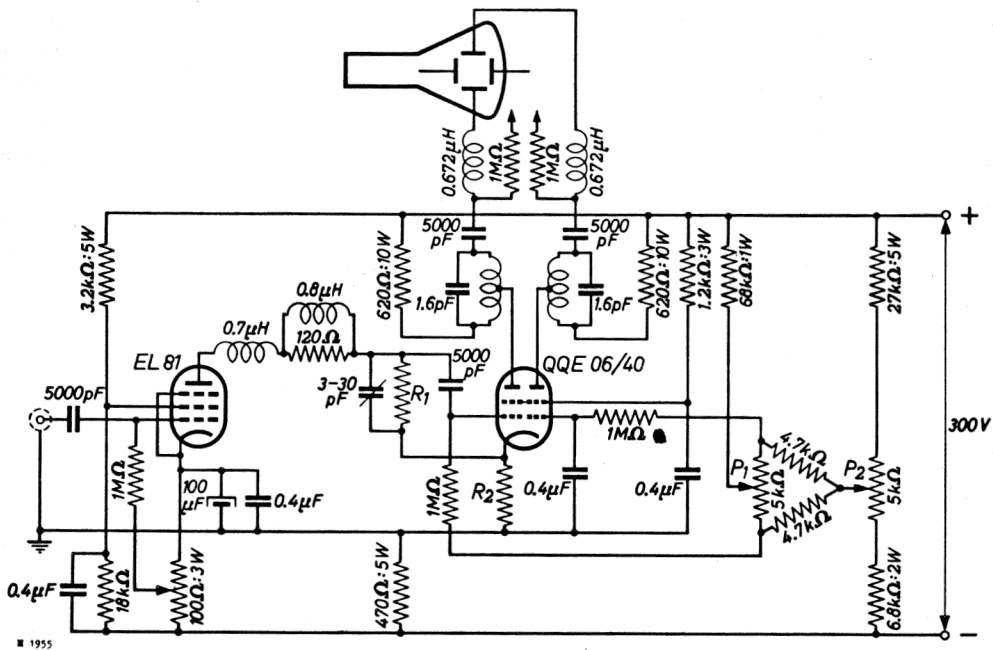 0.672μH
1MΩ
1MΩ
0.672μH
+
5000
pF
5000
pF
3.2kΩ:5W
620Ω:10W
1.6pF
1.6pF
620Ω:10W
1.2kΩ:3W
68kΩ:1W
27kΩ:5W
0.8μH
0.7μH
120Ω
EL 81
5000
pF
QQE 06/40
3-30
pF
R1
5000pF
300V
1MΩ
4.7kΩ
P1
5kΩ
P2
5kΩ
4.7kΩ
1MΩ
100
μF
0.4μF
1MΩ
R2
0.4μF
0.4μF
0.4μF
18kΩ
100Ω:3W
470Ω:5W
6.8kΩ:2W
−
1955